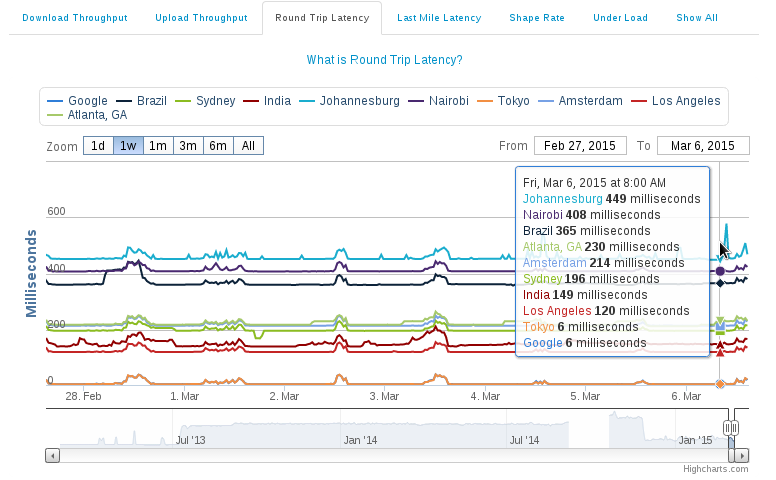 Download Throughput Upload Throughput Round Trip Latency Last Mile Latency Shape Rate Under Load Show All
What is Round Trip Latency?
Google Brazil Sydney India Johannesburg Nairobi Tokyo Amsterdam Los Angeles
Atlanta, GA
Zoom 1d 1w 1m 3m 6m All From Feb 27, 2015 To Mar 6, 2015
Fri, Mar 6, 2015 at 8:00 AM
Johannesburg 449 milliseconds
Nairobi 408 milliseconds
Brazil 365 milliseconds
Atlanta, GA 230 milliseconds
Amsterdam 214 milliseconds
Sydney 196 milliseconds
India 149 milliseconds
Los Angeles 120 milliseconds
Tokyo 6 milliseconds
Google 6 milliseconds
Milliseconds
600
400
200
0
28. Feb 1. Mar 2. Mar 3. Mar 4. Mar 5. Mar 6. Mar
Jul '13 Jan '14 Jul '14 Jan '15
Highcharts.com